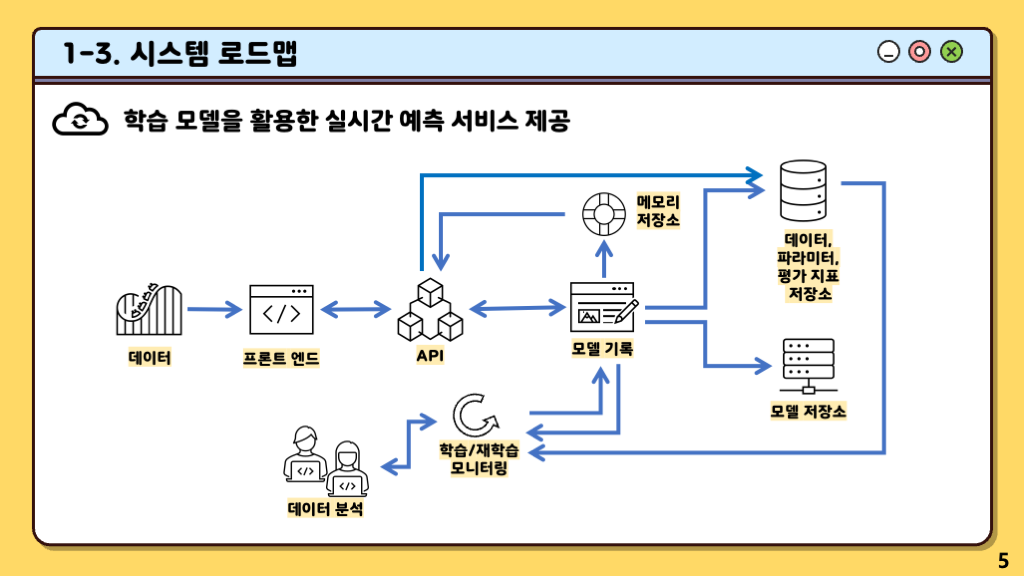 1-3. 시스템 로드맵
학습 모델을 활용한 실시간 예측 서비스 제공
메모리
저장소
데이터,
파라미터,
평가 지표
저장소
</>
데이터
프론트 엔드
API
모델 기록
모델 저장소
학습/재학습
모니터링
</>
</>
데이터 분석
5